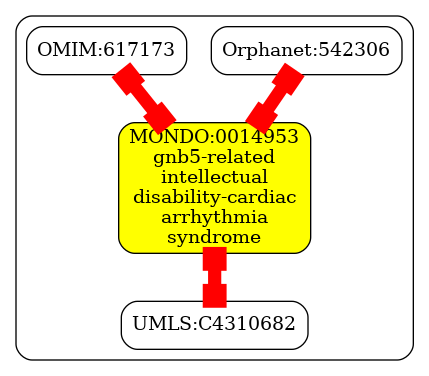 OMIM:617173
Orphanet:542306
MONDO:0014953
gnb5-related
intellectual
disability-cardiac
arrhythmia
syndrome
UMLS:C4310682